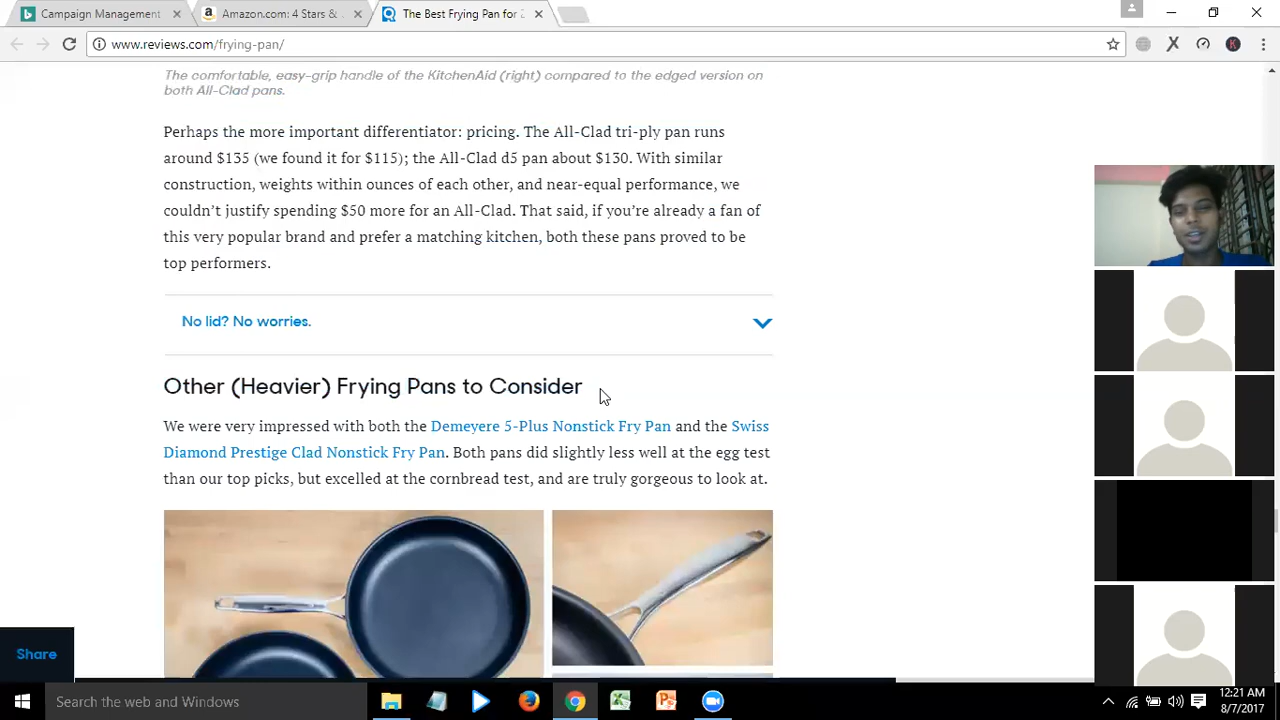 Campaign Management
Amazon.com: 4 Stars &
The Best Frying Pan for 2
www.reviews.com/frying-pan/
The comfortable, easy-grip handle of the KitchenAid (right) compared to the edged version on
both All-Clad pans.
Perhaps the more important differentiator: pricing. The All-Clad tri-ply pan runs
around $135 (we found it for $115); the All-Clad d5 pan about $130. With similar
construction, weights within ounces of each other, and near-equal performance, we
couldn't justify spending $50 more for an All-Clad. That said, if you're already a fan of
this very popular brand and prefer a matching kitchen, both these pans proved to be
top performers.
No lid? No worries.
Other (Heavier) Frying Pans to Consider
We were very impressed with both the Demeyere 5-Plus Nonstick Fry Pan and the Swiss
Diamond Prestige Clad Nonstick Fry Pan. Both pans did slightly less well at the egg test
than our top picks, but excelled at the cornbread test, and are truly gorgeous to look at.
Share
Search the web and Windows
12:21 AM
8/7/2017